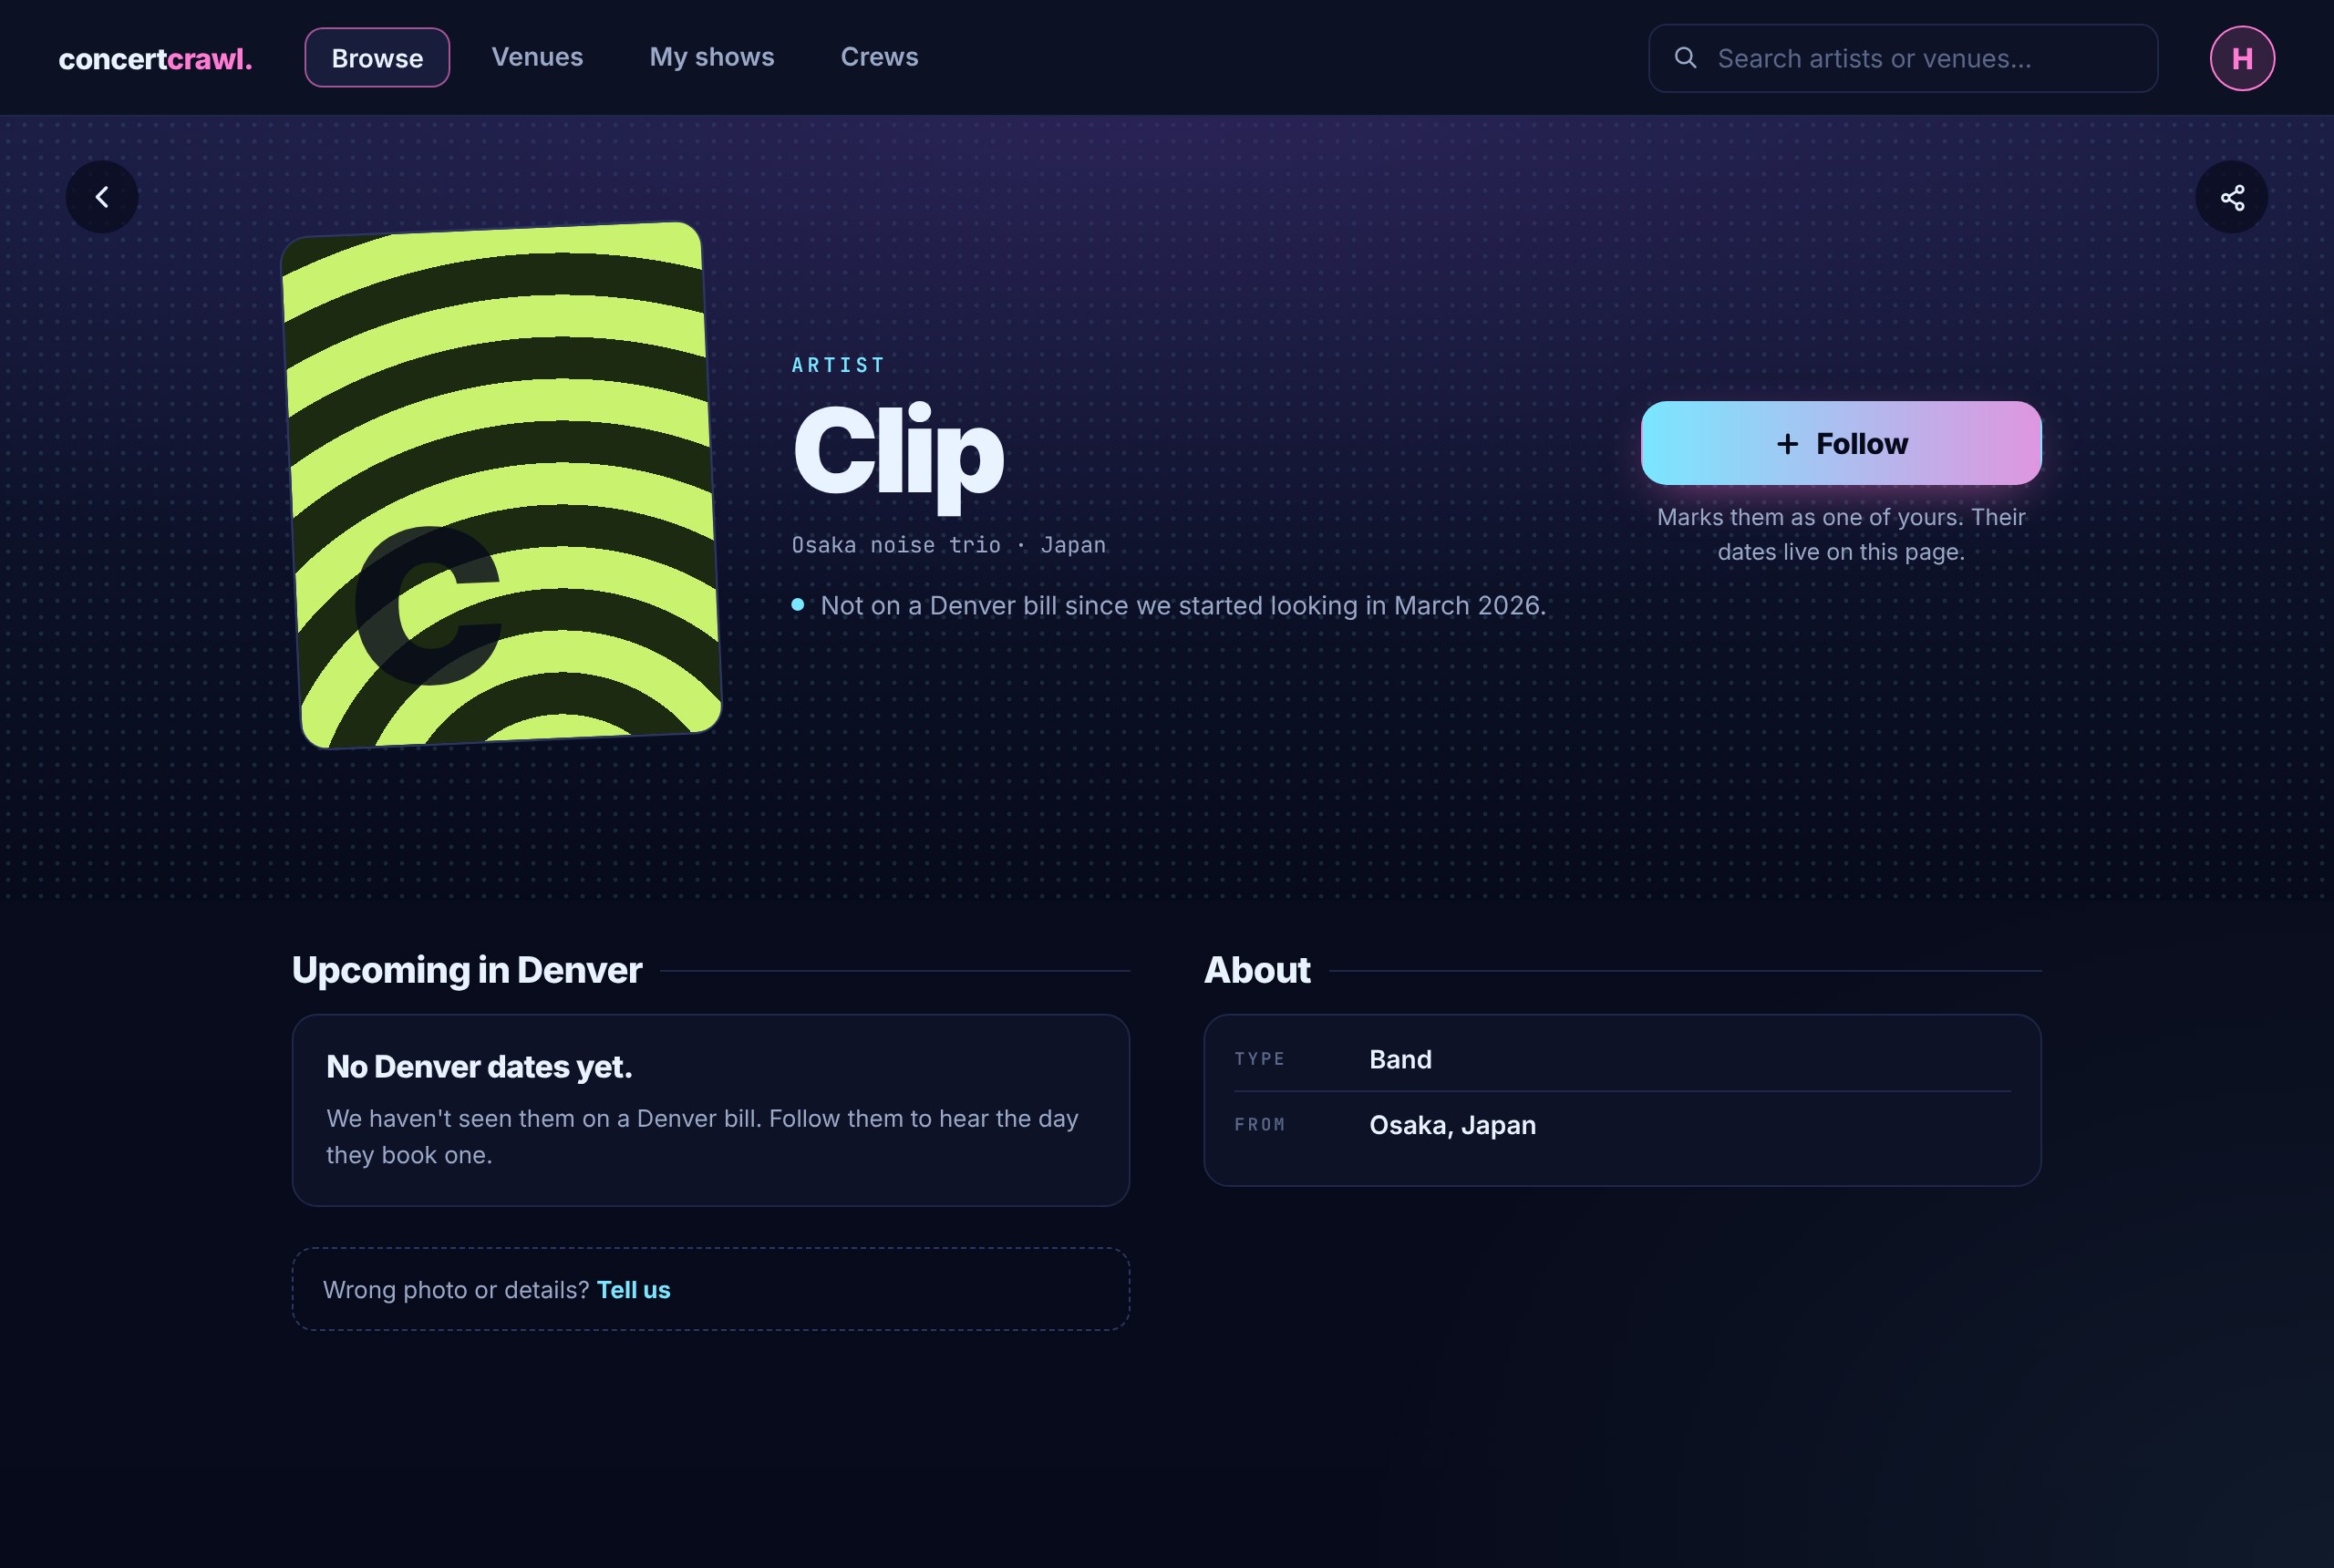 concertcrawl.
Browse
Venues
My shows
Crews
Search artists or venues...
H
C
ARTIST
Clip
Osaka noise trio · Japan
Not on a Denver bill since we started looking in March 2026.
+ Follow
Marks them as one of yours. Their
dates live on this page.
Upcoming in Denver
No Denver dates yet.
We haven't seen them on a Denver bill. Follow them to hear the day
they book one.
Wrong photo or details? Tell us
About
TYPE Band
FROM Osaka, Japan